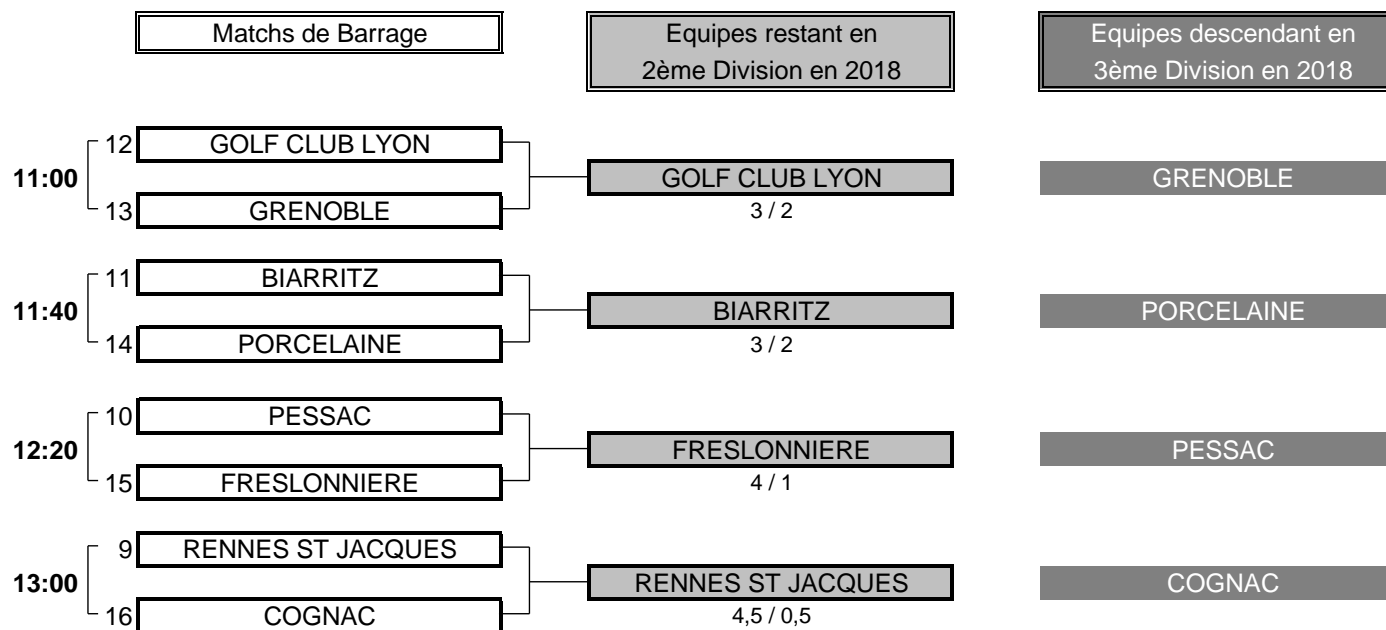 Matchs de Barrage
Equipes restant en
2ème Division en 2018
Equipes descendant en
3ème Division en 2018
11:00
12 GOLF CLUB LYON
13 GRENOBLE
GOLF CLUB LYON
3 / 2
GRENOBLE
11:40
11 BIARRITZ
14 PORCELAINE
BIARRITZ
3 / 2
PORCELAINE
12:20
10 PESSAC
15 FRESLONNIERE
FRESLONNIERE
4 / 1
PESSAC
13:00
9 RENNES ST JACQUES
16 COGNAC
RENNES ST JACQUES
4,5 / 0,5
COGNAC